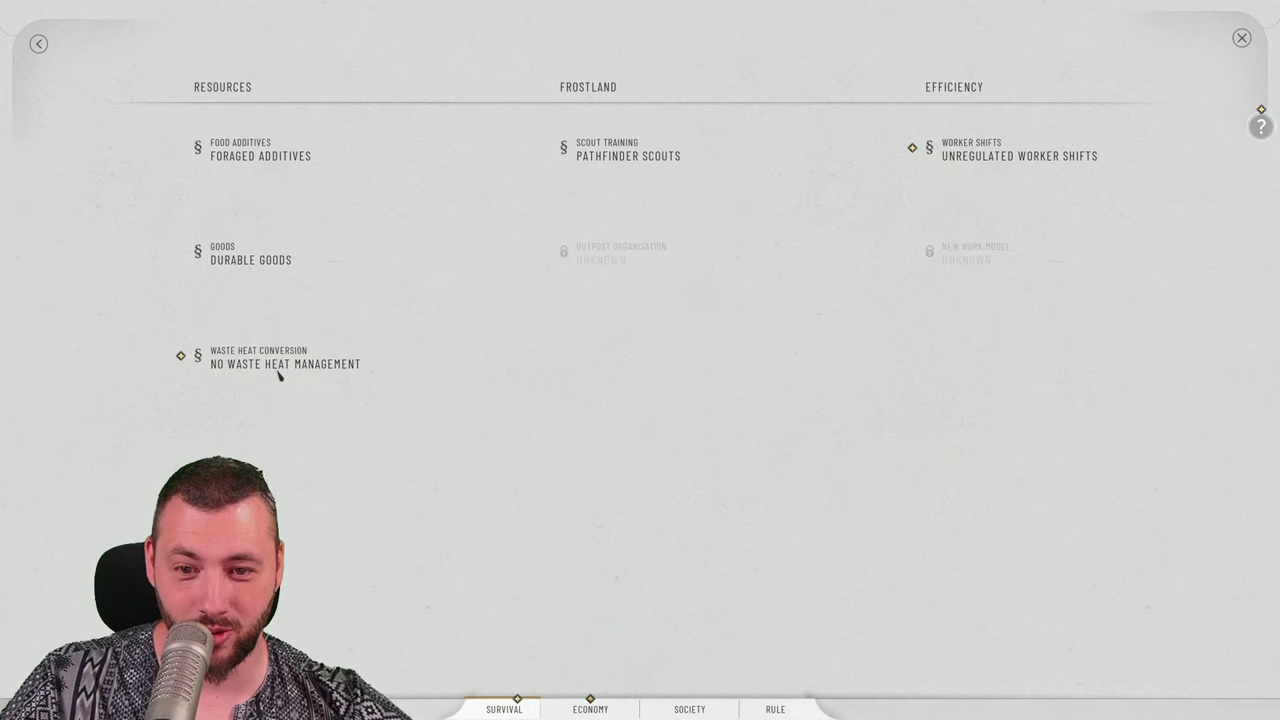 RESOURCES
FROSTLAND
EFFICIENCY
§ FOOD ADDITIVES
FORAGED ADDITIVES
§ SCOUT TRAINING
PATHFINDER SCOUTS
§ WORKER SHIFTS
UNREGULATED WORKER SHIFTS
?
§ GOODS
DURABLE GOODS
OUTPOST ORGANISATION
UNKNOWN
NEW WORK MODEL
UNKNOWN
§ WASTE HEAT CONVERSION
NO WASTE HEAT MANAGEMENT
SURVIVAL
ECONOMY
SOCIETY
RULE